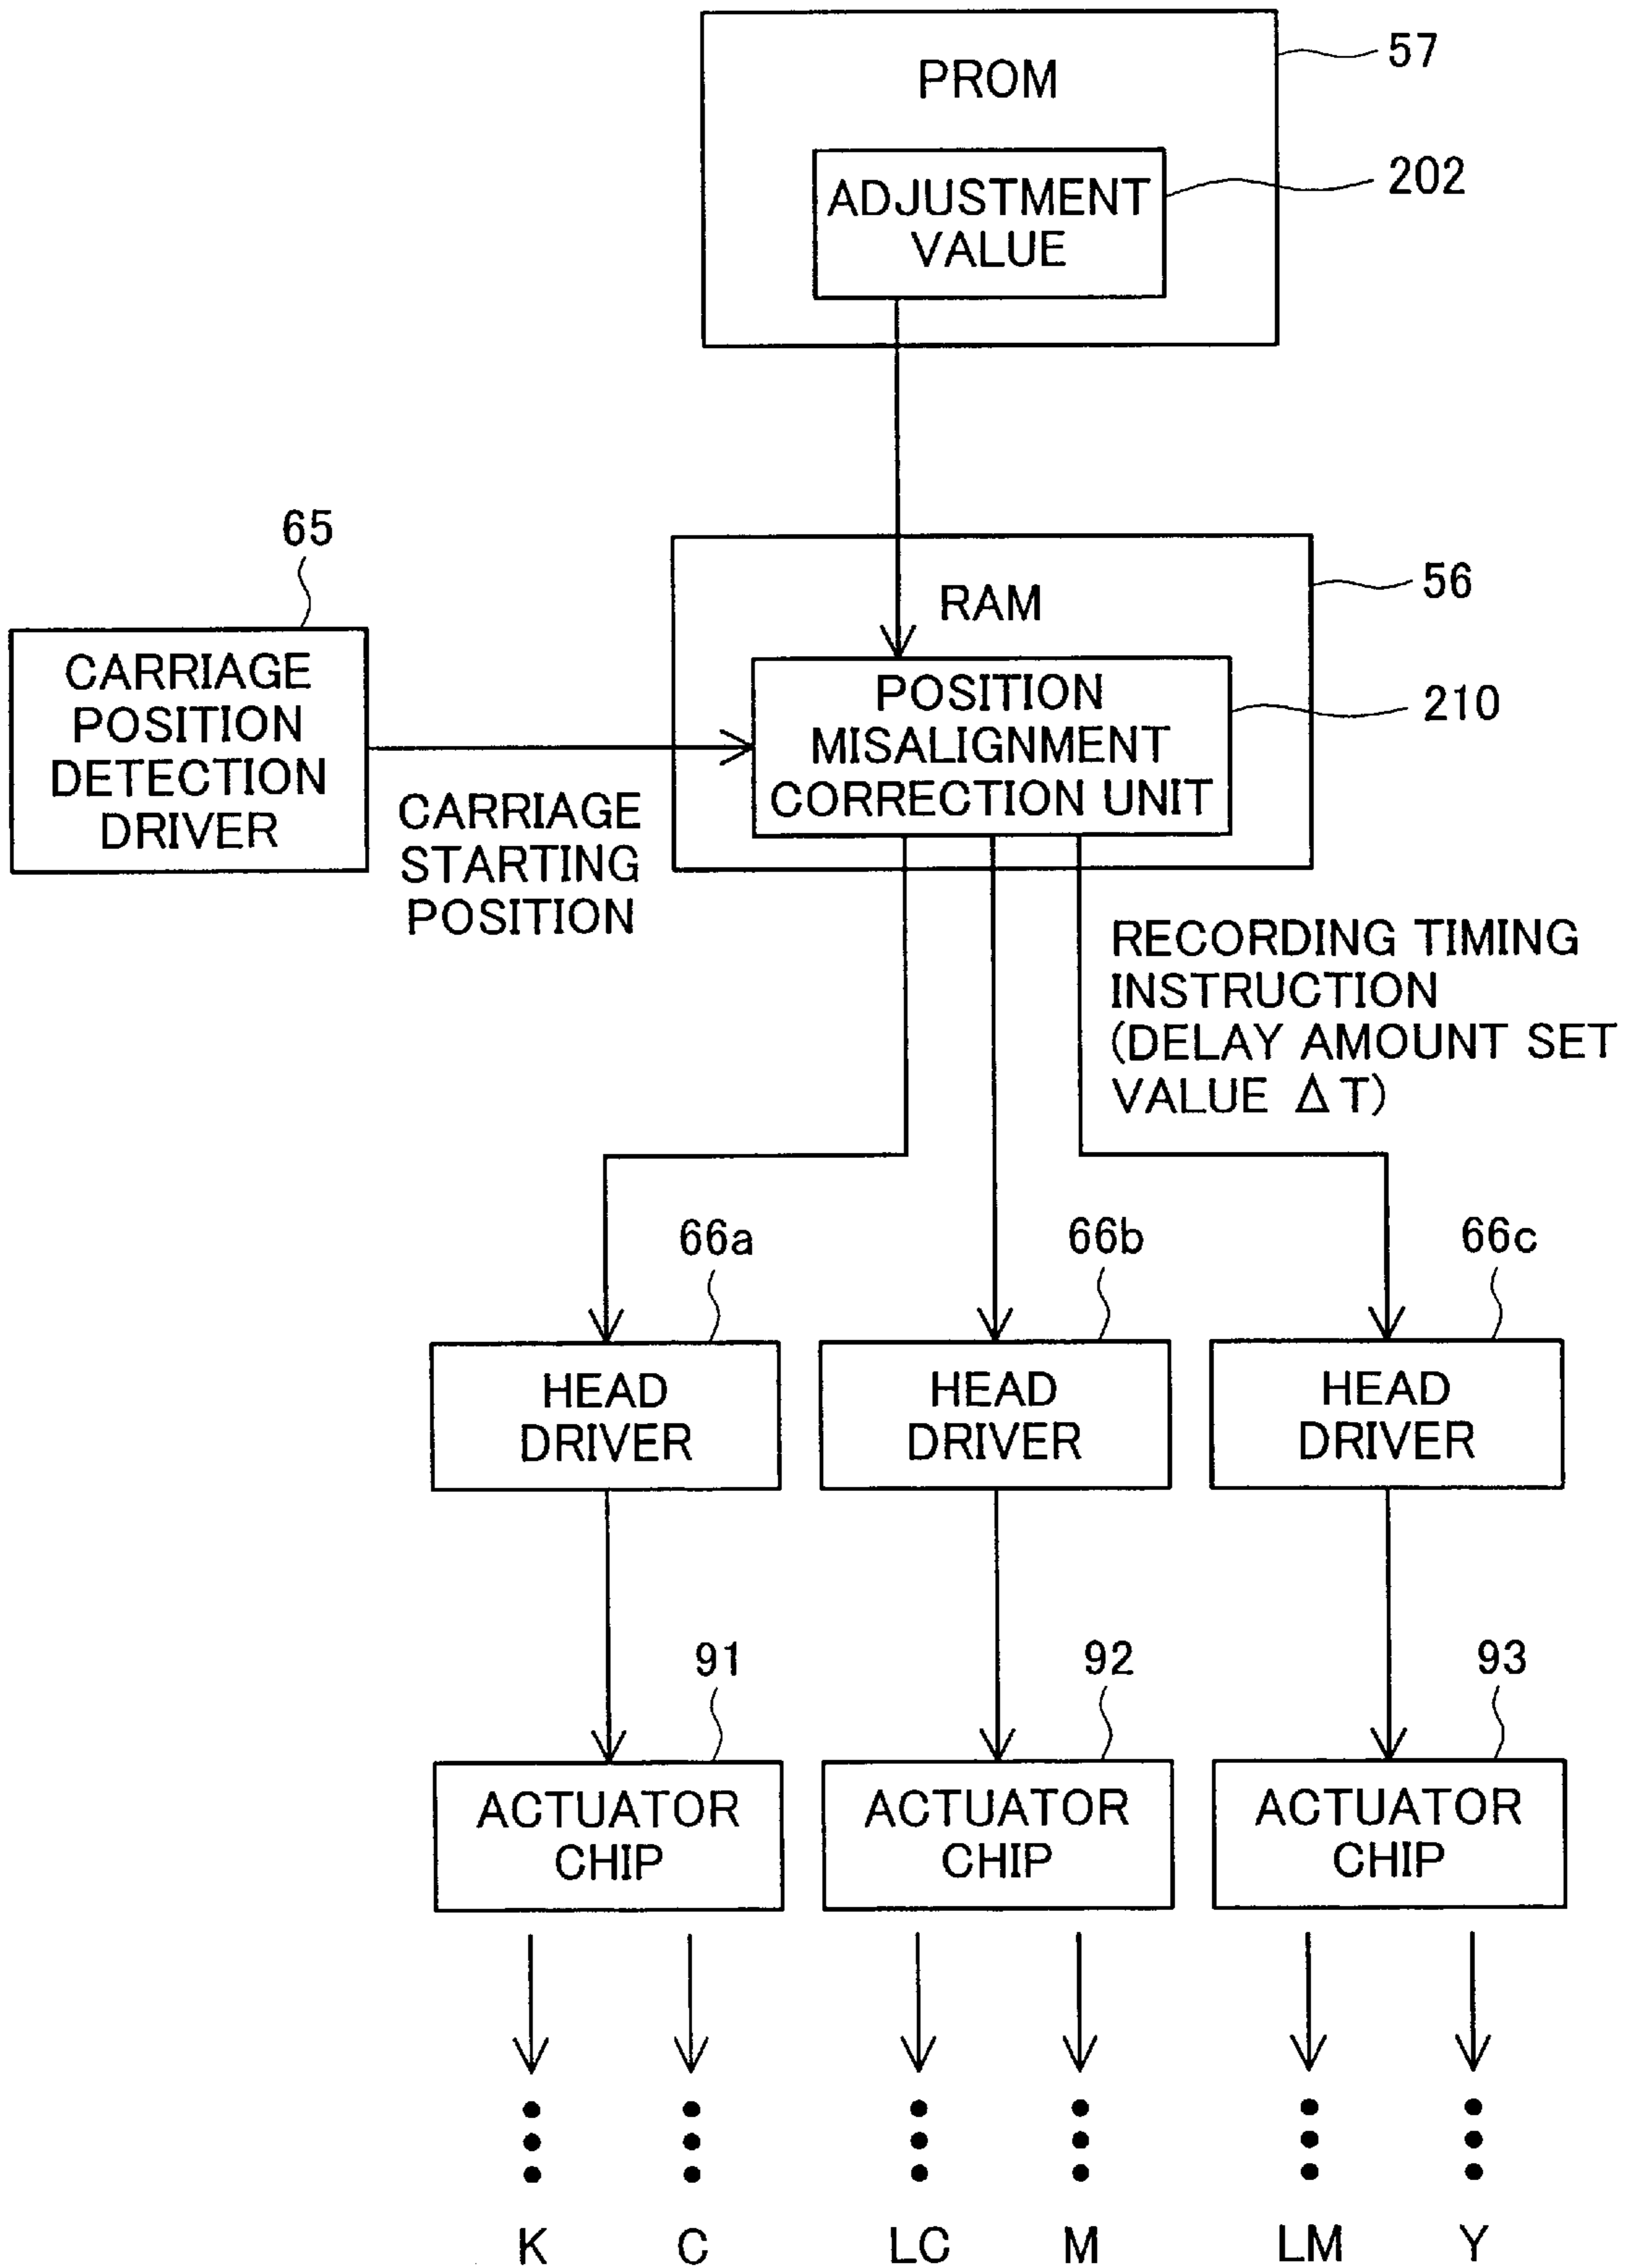 57
PROM
202
ADJUSTMENT
VALUE
65
56
RAM
CARRIAGE
POSITION
DETECTION
DRIVER
POSITION
MISALIGNMENT
CORRECTION UNIT
210
CARRIAGE
STARTING
POSITION
RECORDING TIMING
INSTRUCTION
(DELAY AMOUNT SET
VALUE ΔT)
66a
66b
66c
HEAD
DRIVER
HEAD
DRIVER
HEAD
DRIVER
91
92
93
ACTUATOR
CHIP
ACTUATOR
CHIP
ACTUATOR
CHIP
K
C
LC
M
LM
Y